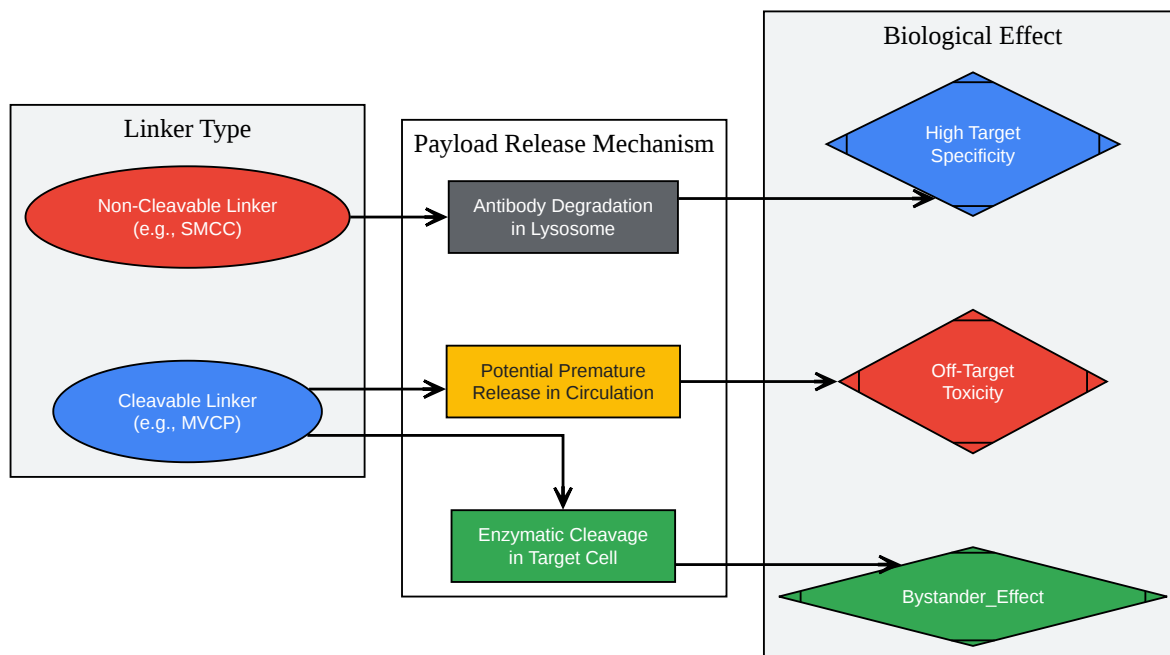 Linker Type
Non-Cleavable Linker
(e.g., SMCC)
Cleavable Linker
(e.g., MVCP)
Payload Release Mechanism
Antibody Degradation
in Lysosome
Potential Premature
Release in Circulation
Enzymatic Cleavage
in Target Cell
Biological Effect
High Target
Specificity
Off-Target
Toxicity
Bystander_Effect